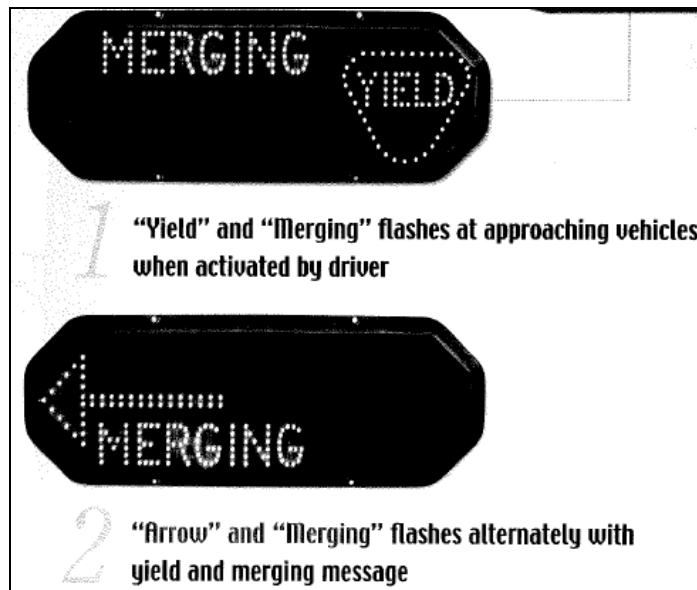 MERGING
YIELD
1
“Yield” and “Merging” flashes at approaching vehicles
when activated by driver
MERGING
2
“Arrow” and “Merging” flashes alternately with
yield and merging message